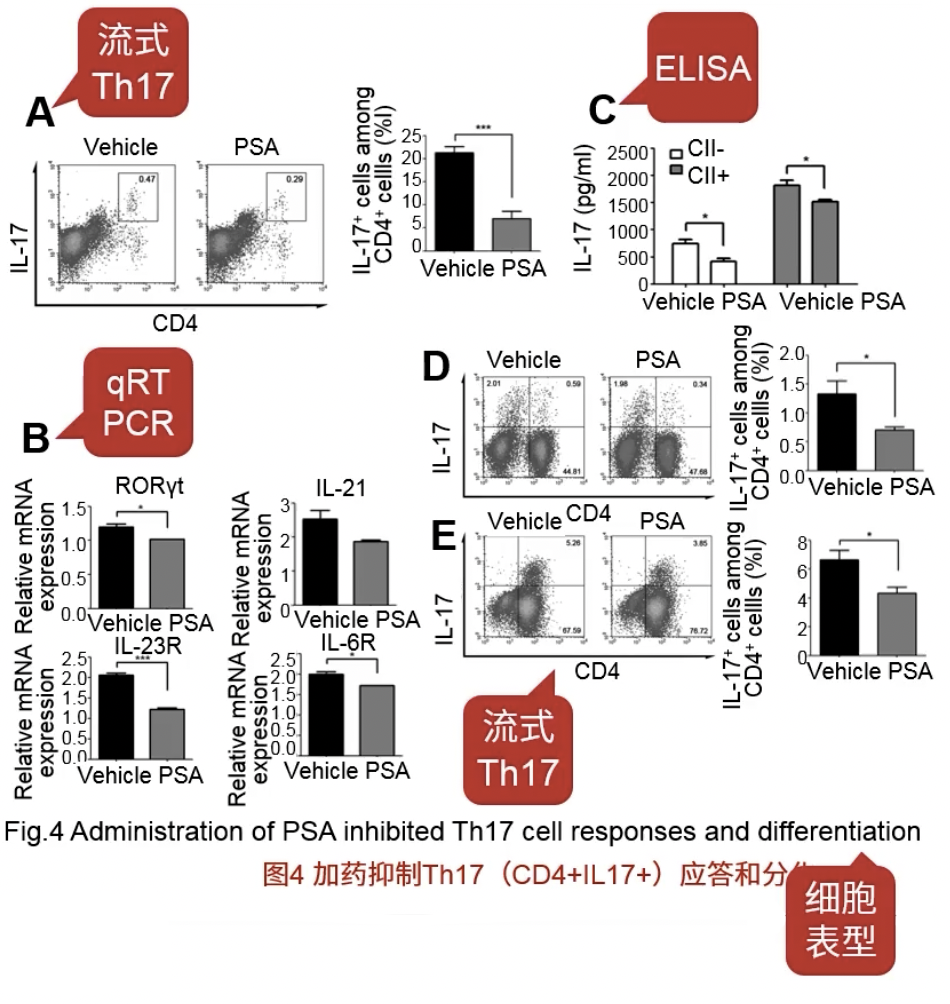 流式
Th17
A
Vehicle
PSA
0.47
0.29
IL-17
CD4
IL-17⁺ cells among
CD4⁺ cellls (%l)
25
20
15
10
5
0
***
Vehicle PSA
ELISA
C
IL-17 (pg/ml)
2500
2000
1500
1000
500
0
CII-
CII+
*
*
Vehicle PSA
Vehicle PSA
qRT
PCR
B
RORγt
Relative mRNA
expression
1.5
1.0
0.5
0.0
*
Vehicle PSA
IL-21
Relative mRNA
expression
3
2
1
0
Vehicle PSA
IL-23R
Relative mRNA
expression
2.5
2.0
1.5
1.0
0.5
0.0
***
Vehicle PSA
IL-6R
Relative mRNA
expression
2.5
2.0
1.5
1.0
0.5
0.0
*
Vehicle PSA
D
Vehicle
PSA
2.01
0.59
44.81
1.98
0.34
47.68
IL-17
CD4
IL-17⁺ cells among
CD4⁺ cellls (%l)
2.0
1.5
1.0
0.5
0.0
*
Vehicle PSA
E
Vehicle
PSA
5.26
67.59
3.85
76.72
IL-17
CD4
IL-17⁺ cells among
CD4⁺ cellls (%l)
8
6
4
2
0
*
Vehicle PSA
流式
Th17
Fig.4 Administration of PSA inhibited Th17 cell responses and differentiation
图4 加药抑制Th17（CD4+IL17+）应答和分
细胞
表型